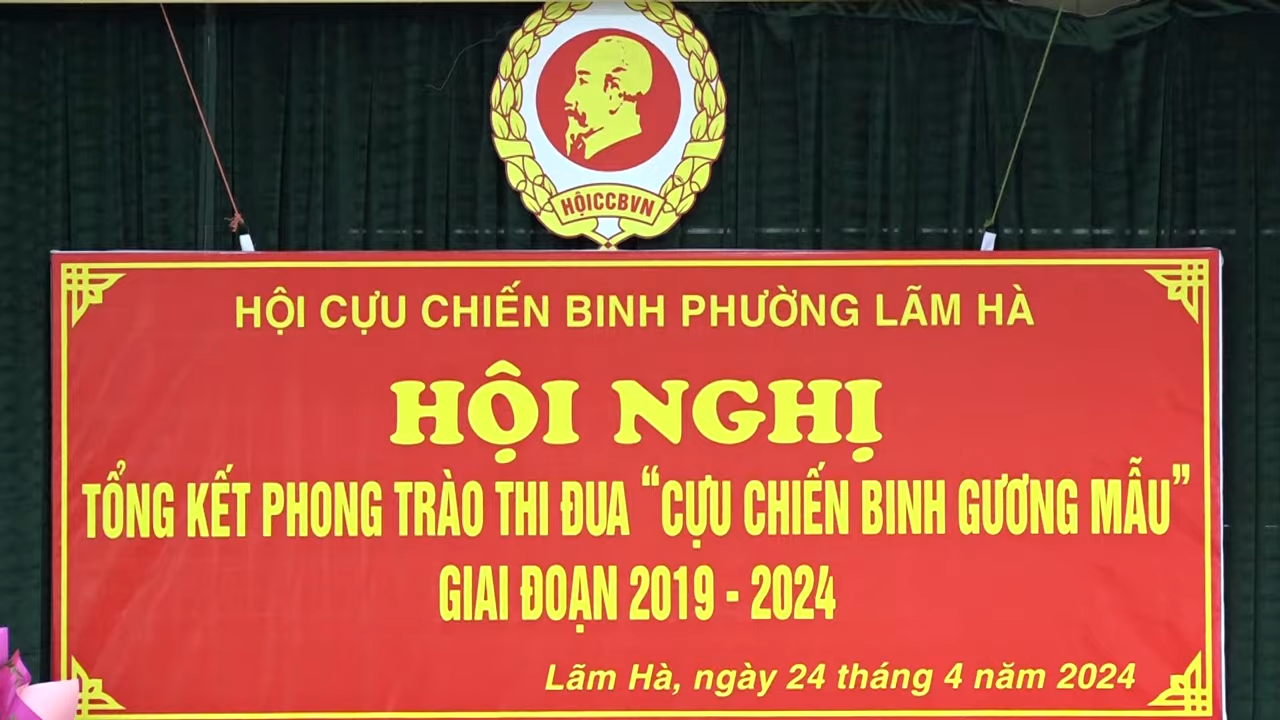 HỘICCBVN
HỘI CỰU CHIẾN BINH PHƯỜNG LÃM HÀ
HỘI NGHỊ
TỔNG KẾT PHONG TRÀO THI ĐUA “CỰU CHIẾN BINH GƯƠNG MẪU”
GIAI ĐOẠN 2019 - 2024
Lãm Hà, ngày 24 tháng 4 năm 2024